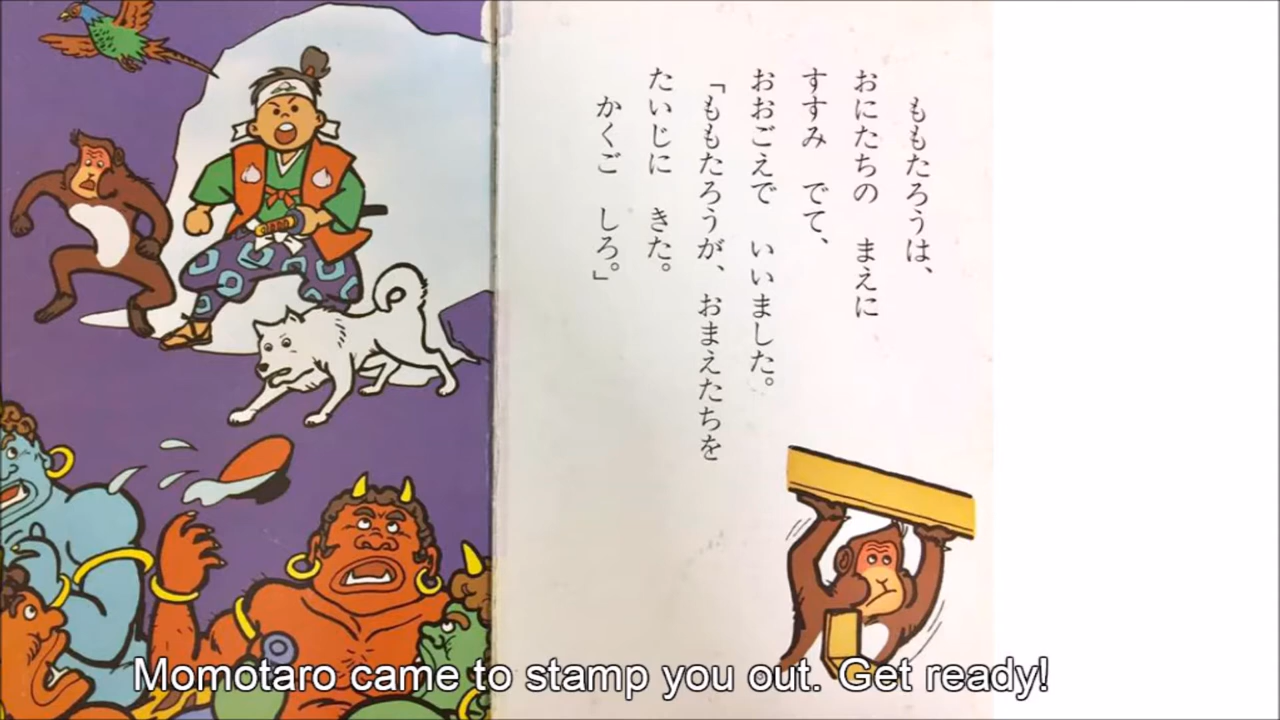 ももたろうは、
おにたちの　まえに
すすみ　でて、
おおごえで　いいました。
「ももたろうが、おまえたちを
たいじに　きた。
かくご　しろ。」
Momotaro came to stamp you out. Get ready!